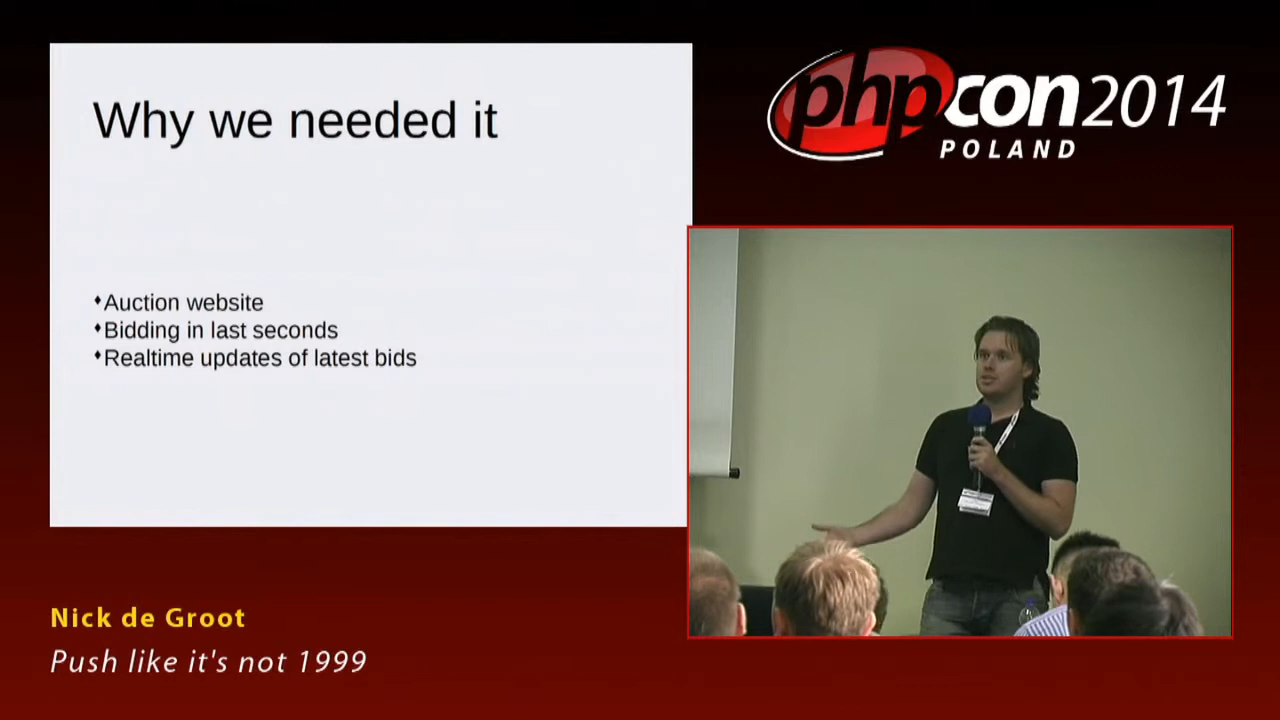 Why we needed it
Auction website
Bidding in last seconds
Realtime updates of latest bids
phpcon2014
POLAND
Nick de Groot
Push like it's not 1999